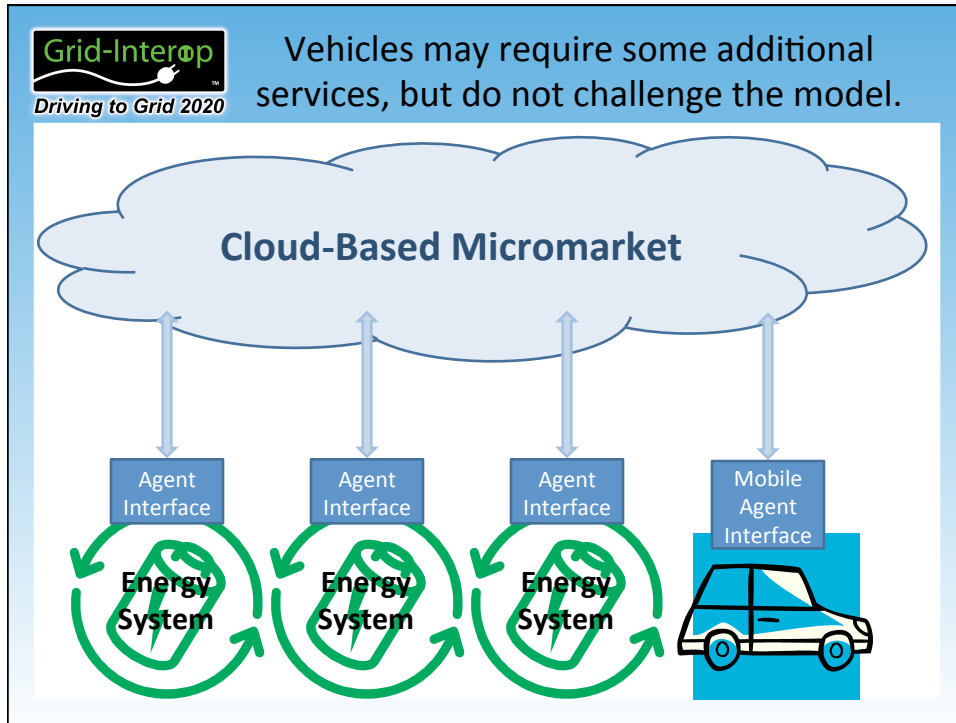 Grid-Interop
™
Driving to Grid 2020
Vehicles may require some additional
services, but do not challenge the model.
Cloud-Based Micromarket
Agent
Interface
Agent
Interface
Agent
Interface
Mobile
Agent
Interface
Energy
System
Energy
System
Energy
System